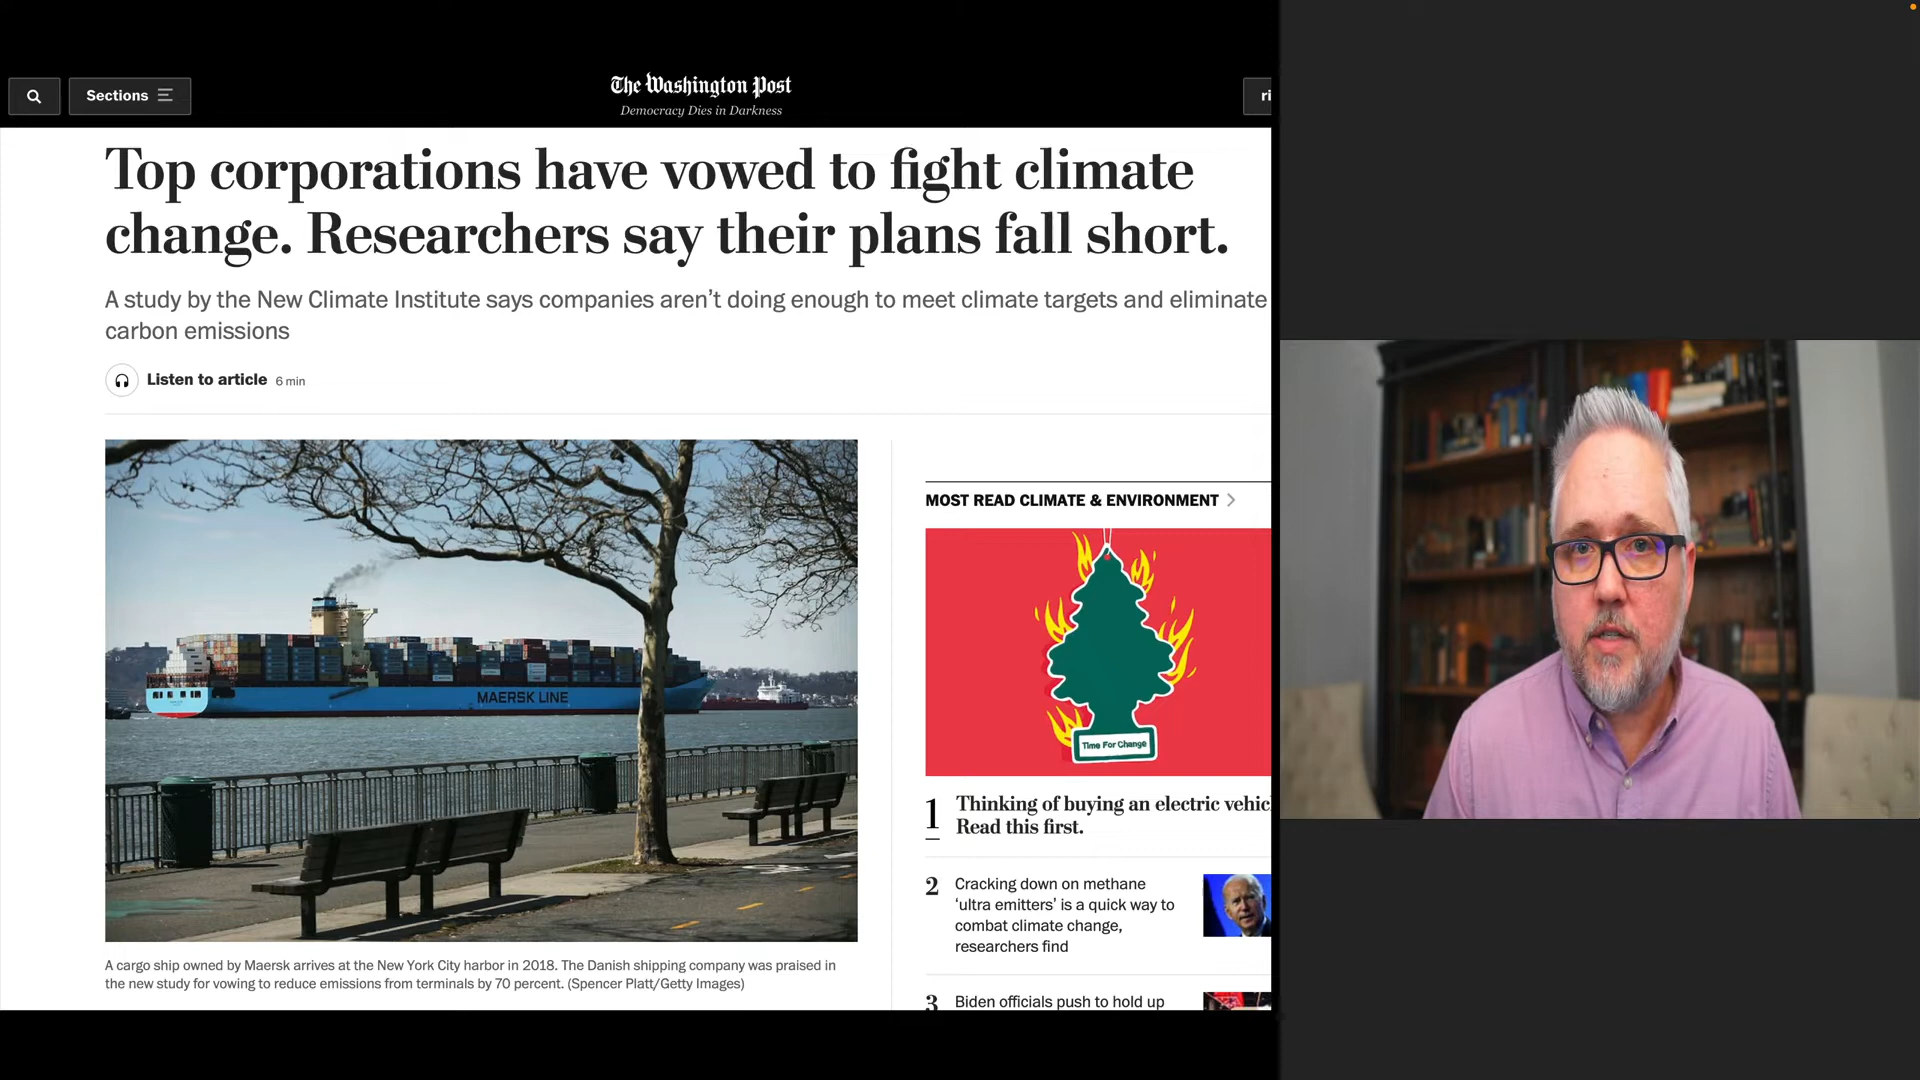 Sections
The Washington Post
Democracy Dies in Darkness
Top corporations have vowed to fight climate
change. Researchers say their plans fall short.
A study by the New Climate Institute says companies aren’t doing enough to meet climate targets and eliminate
carbon emissions
Listen to article 6 min
MAERSK LINE
A cargo ship owned by Maersk arrives at the New York City harbor in 2018. The Danish shipping company was praised in
the new study for vowing to reduce emissions from terminals by 70 percent. (Spencer Platt/Getty Images)
MOST READ CLIMATE & ENVIRONMENT
Time For Change
1 Thinking of buying an electric vehic
Read this first.
2 Cracking down on methane
‘ultra emitters’ is a quick way to
combat climate change,
researchers find
3 Biden officials push to hold up